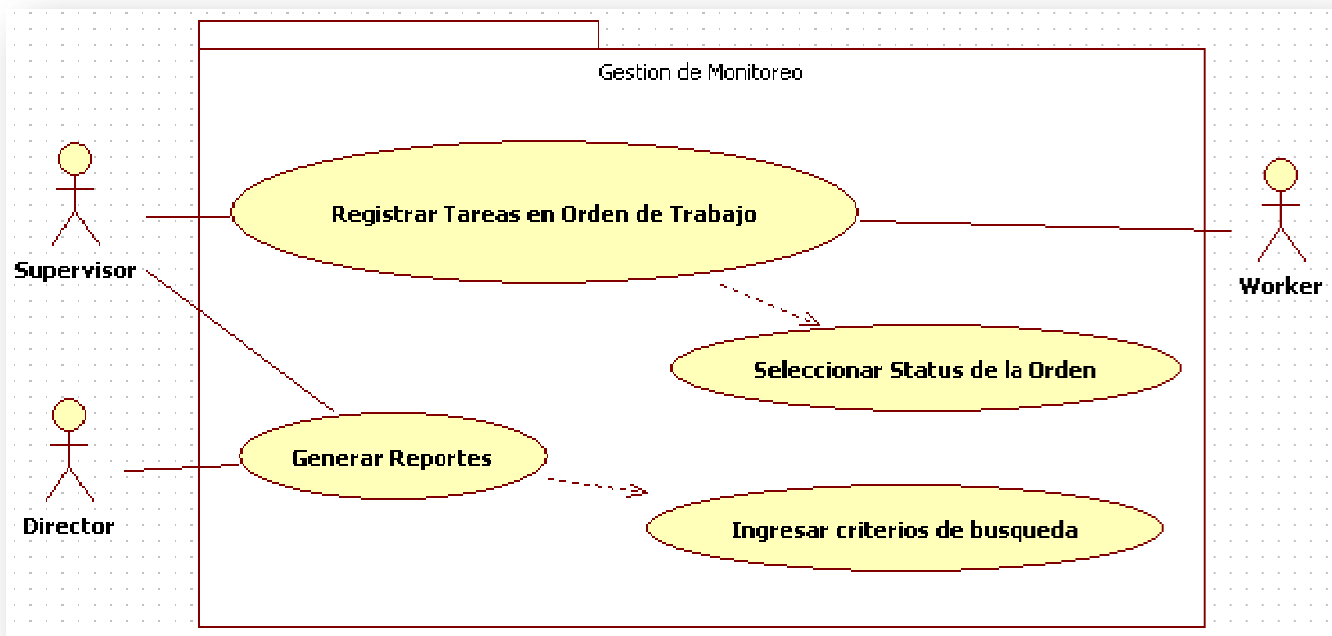 Gestion de Monitoreo
Registrar Tareas en Orden de Trabajo
Supervisor
Worker
Seleccionar Status de la Orden
Generar Reportes
Director
Ingresar criterios de busqueda